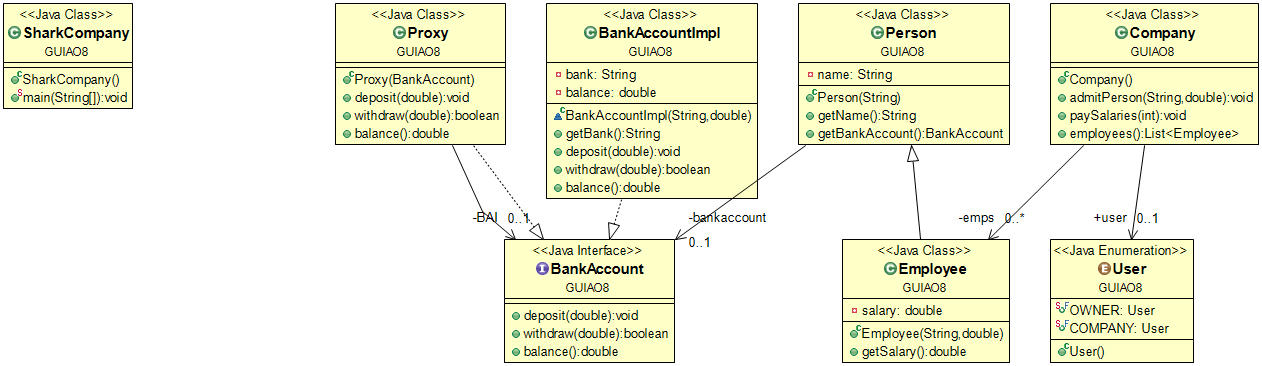 <<Java Class>>
SharkCompany
GUIAO8
SharkCompany()
main(String[]):void
<<Java Class>>
Proxy
GUIAO8
Proxy(BankAccount)
deposit(double):void
withdraw(double):boolean
balance():double
<<Java Class>>
BankAccountImpl
GUIAO8
bank: String
balance: double
BankAccountImpl(String,double)
getBank():String
deposit(double):void
withdraw(double):boolean
balance():double
<<Java Class>>
Person
GUIAO8
name: String
Person(String)
getName():String
getBankAccount():BankAccount
<<Java Class>>
Company
GUIAO8
Company()
admitPerson(String,double):void
paySalaries(int):void
employees():List<Employee>
-BAI 0..1
-bankaccount
0..1
-emps 0..*
+user 0..1
<<Java Interface>>
BankAccount
GUIAO8
deposit(double):void
withdraw(double):boolean
balance():double
<<Java Class>>
Employee
GUIAO8
salary: double
Employee(String,double)
getSalary():double
<<Java Enumeration>>
User
GUIAO8
OWNER: User
COMPANY: User
User()